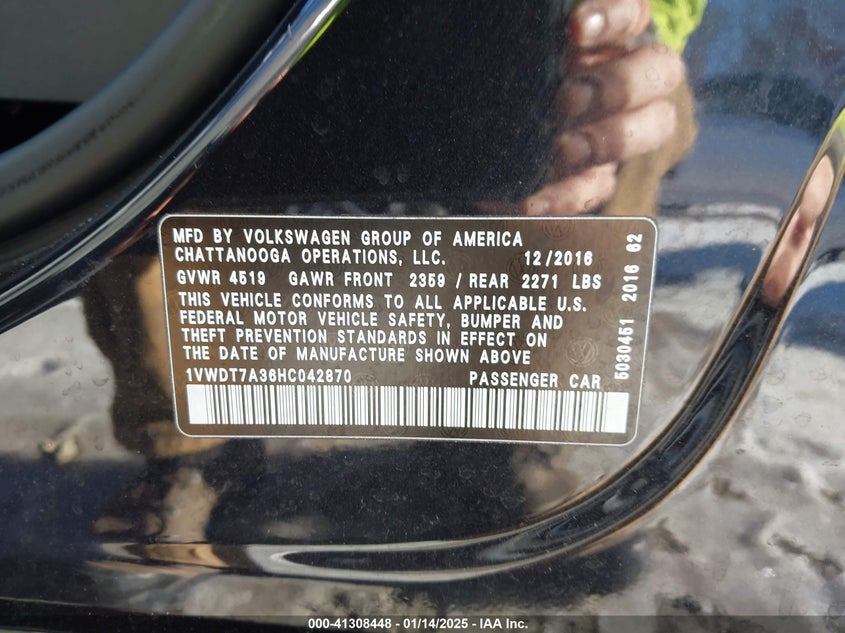 MFD BY VOLKSWAGEN GROUP OF AMERICA
CHATTANOOGA OPERATIONS, LLC. 12/2016
GVWR 4519 GAWR FRONT 2359 / REAR 2271 LBS
THIS VEHICLE CONFORMS TO ALL APPLICABLE U.S.
FEDERAL MOTOR VEHICLE SAFETY, BUMPER AND
THEFT PREVENTION STANDARDS IN EFFECT ON
THE DATE OF MANUFACTURE SHOWN ABOVE
1VWDT7A36HC042870 PASSENGER CAR
5030451 2016 62
000-41308448 - 01/14/2025 - IAA Inc.